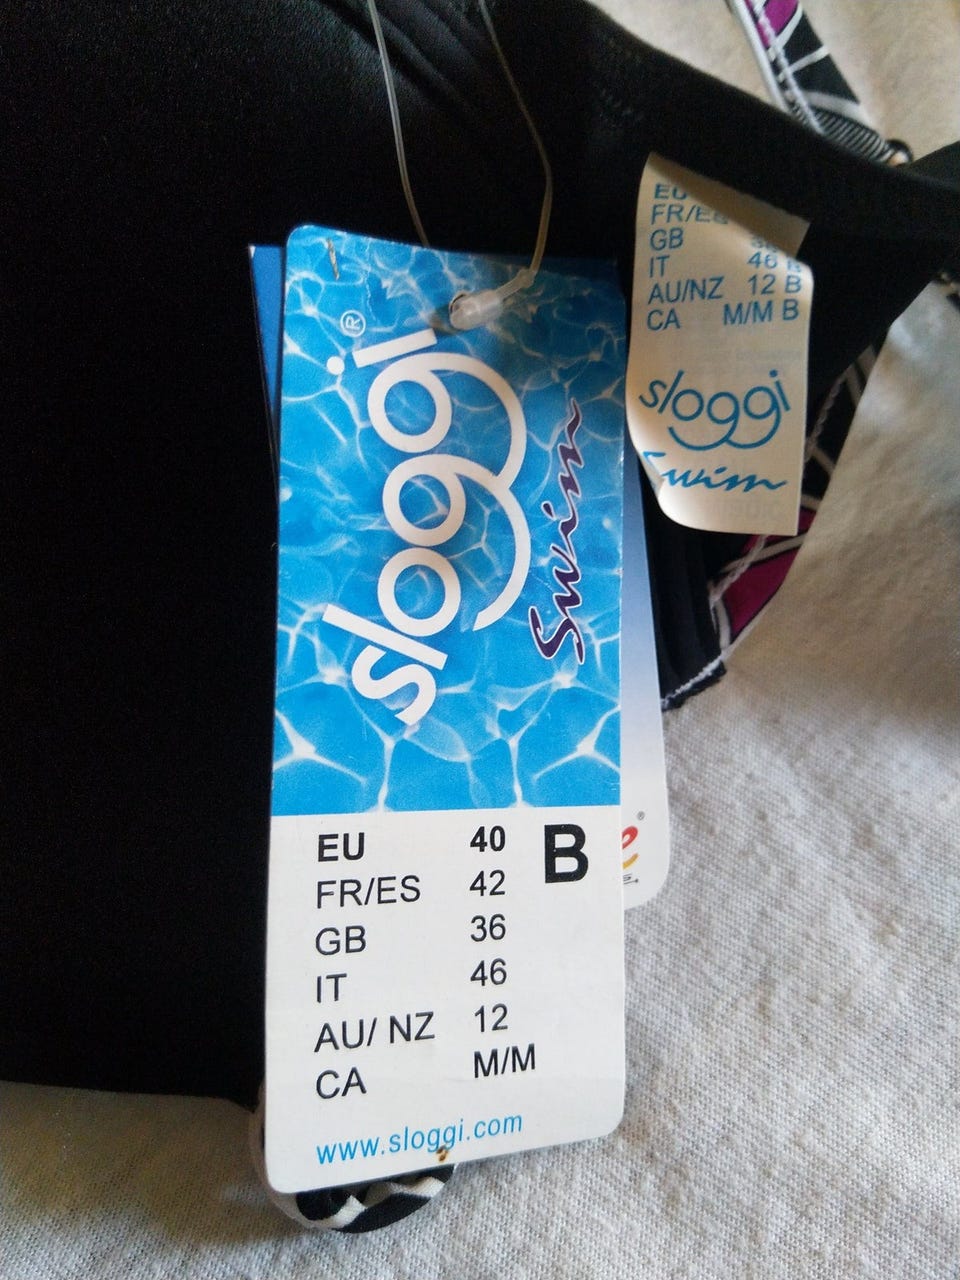 sloggi®
Swim
EU 40 B
FR/ES 42
GB 36
IT 46
AU/ NZ 12
CA M/M
www.sloggi.com
EU
FR/ES
GB
IT 46 B
AU/NZ 12 B
CA M/M B
sloggi
Swim